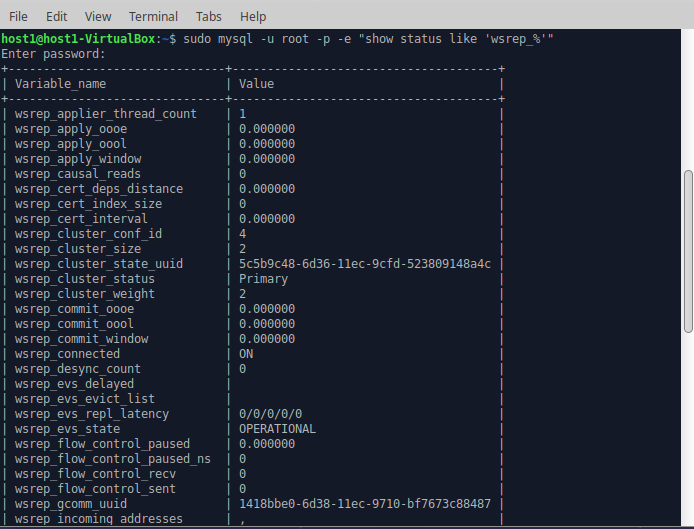 File Edit View Terminal Tabs Help
host1@host1-VirtualBox:~$ sudo mysql -u root -p -e "show status like 'wsrep_%'"
Enter password:
+------------------------------+--------------------------------------+
| Variable_name | Value |
+------------------------------+--------------------------------------+
| wsrep_applier_thread_count | 1 |
| wsrep_apply_oooe | 0.000000 |
| wsrep_apply_oool | 0.000000 |
| wsrep_apply_window | 0.000000 |
| wsrep_causal_reads | 0 |
| wsrep_cert_deps_distance | 0.000000 |
| wsrep_cert_index_size | 0 |
| wsrep_cert_interval | 0.000000 |
| wsrep_cluster_conf_id | 4 |
| wsrep_cluster_size | 2 |
| wsrep_cluster_state_uuid | 5c5b9c48-6d36-11ec-9cfd-523809148a4c |
| wsrep_cluster_status | Primary |
| wsrep_cluster_weight | 2 |
| wsrep_commit_oooe | 0.000000 |
| wsrep_commit_oool | 0.000000 |
| wsrep_commit_window | 0.000000 |
| wsrep_connected | ON |
| wsrep_desync_count | 0 |
| wsrep_evs_delayed | |
| wsrep_evs_evict_list | |
| wsrep_evs_repl_latency | 0/0/0/0/0 |
| wsrep_evs_state | OPERATIONAL |
| wsrep_flow_control_paused | 0.000000 |
| wsrep_flow_control_paused_ns | 0 |
| wsrep_flow_control_recv | 0 |
| wsrep_flow_control_sent | 0 |
| wsrep_gcomm_uuid | 1418bbe0-6d38-11ec-9710-bf7673c88487 |
| wsrep_incoming_addresses | , |